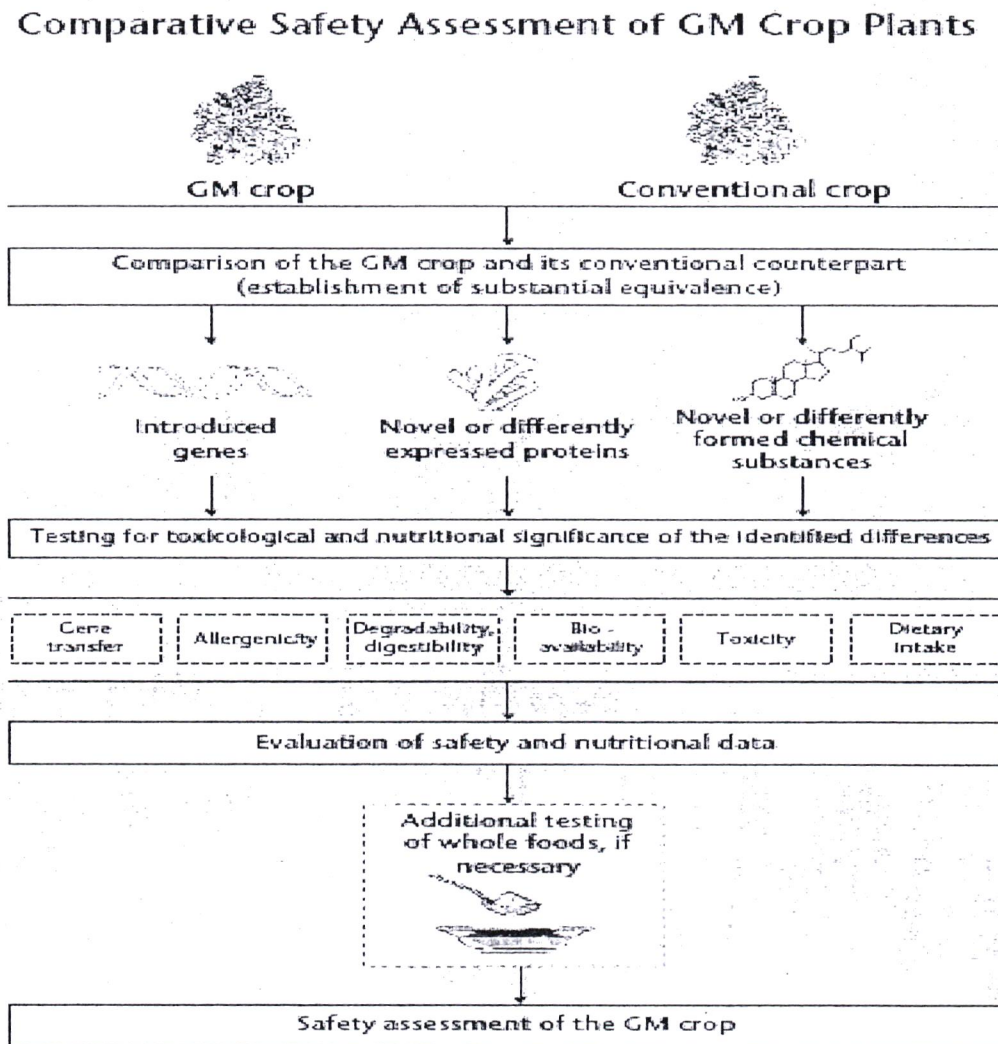 Comparative Safety Assessment of GM Crop Plants
GM crop
Conventional crop
Comparison of the GM crop and its conventional counterpart
(establishment of substantial equivalence)
Introduced
genes
Novel or differently
expressed proteins
Novel or differently
formed chemical
substances
Testing for toxicological and nutritional significance of the identified differences
Gene
transfer
Allergenicity
Degradability,
digestibility
Bio-
availability
Toxicity
Dietary
Intake
Evaluation of safety and nutritional data
Additional testing
of whole foods, if
necessary
Safety assessment of the GM crop